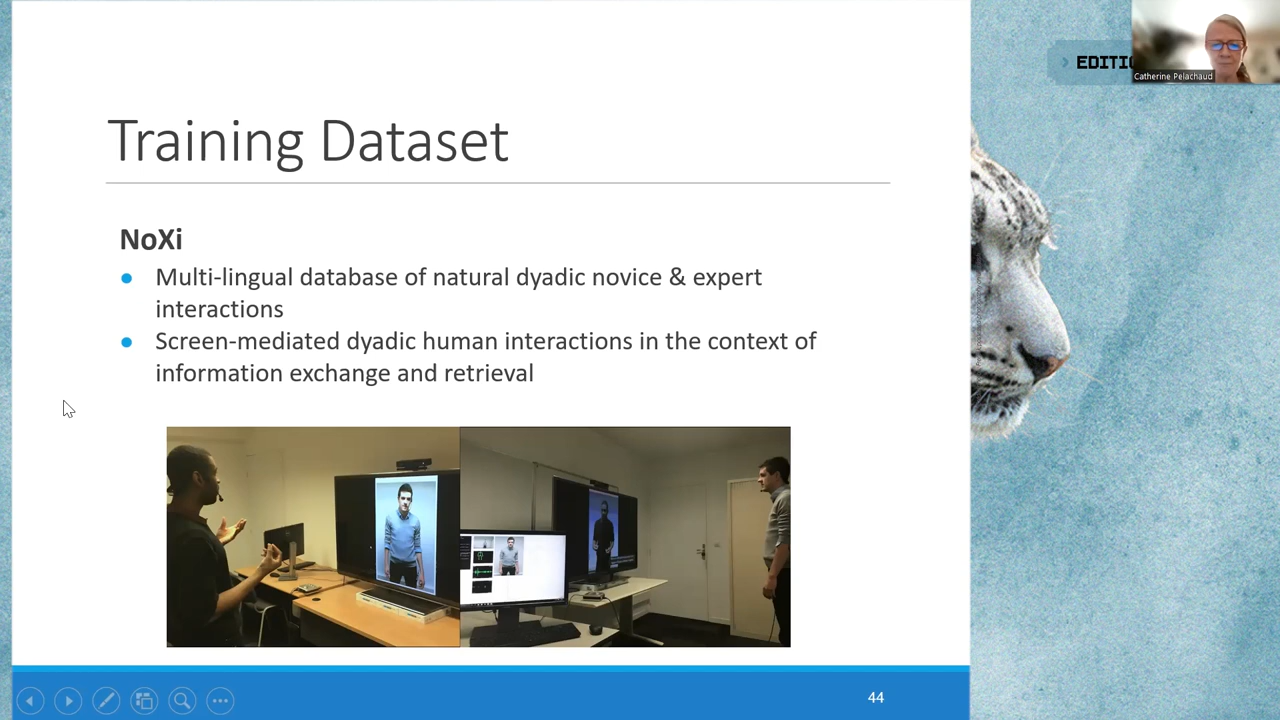 EDITIO
Catherine Pelachaud
Training Dataset
NoXi
Multi-lingual database of natural dyadic novice & expert
interactions
Screen-mediated dyadic human interactions in the context of
information exchange and retrieval
44